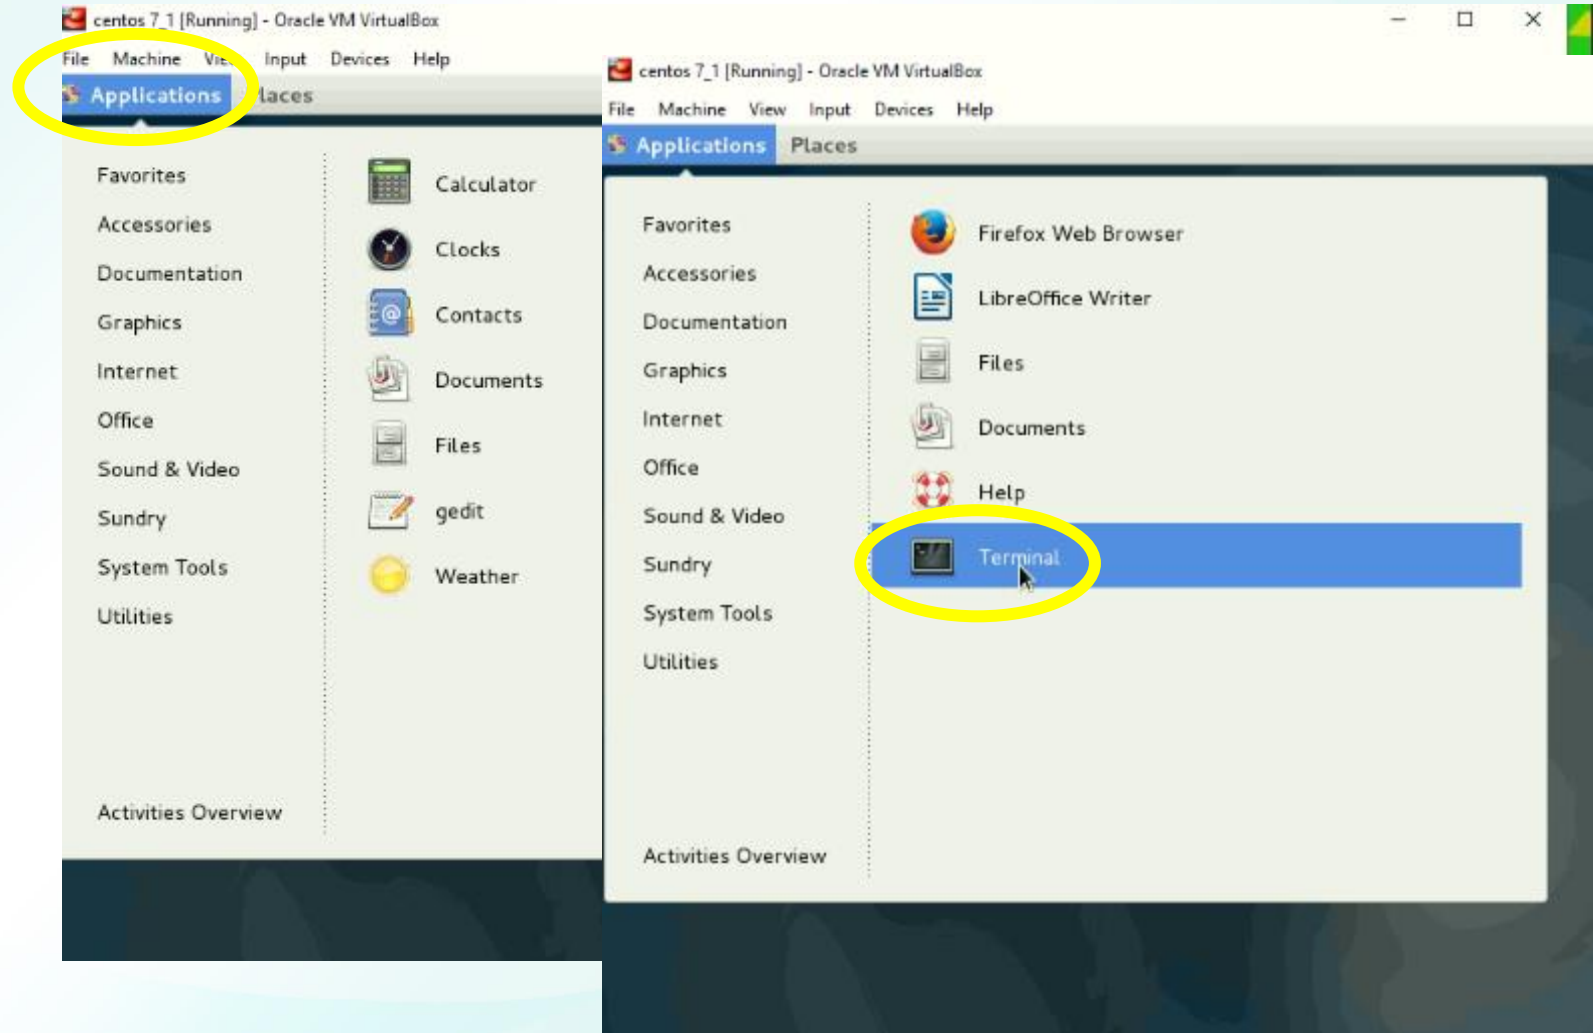 centos 7_1 [Running] - Oracle VM VirtualBox
File Machine Input Devices Help
Applications
Favorites
Accessories
Documentation
Graphics
Internet
Office
Sound & Video
Sundry
System Tools
Utilities
Activities Overview
Calculator
Clocks
Contacts
Documents
Files
gedit
Weather
centos 7_1 [Running] - Oracle VM VirtualBox
File Machine View Input Devices Help
Applications Places
Favorites
Accessories
Documentation
Graphics
Internet
Office
Sound & Video
Sundry
System Tools
Utilities
Activities Overview
Firefox Web Browser
LibreOffice Writer
Files
Documents
Help
Terminal